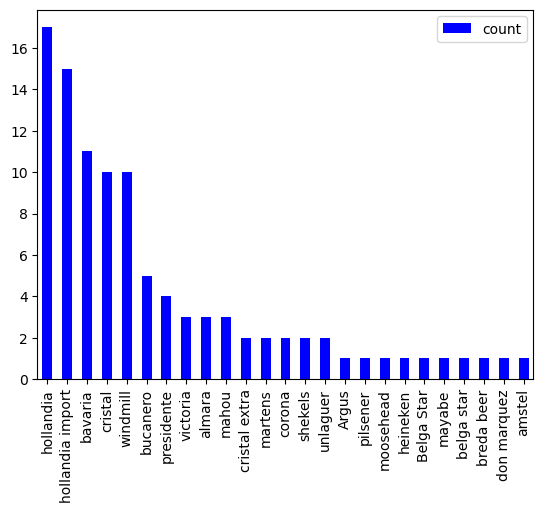 count
16
14
12
10
8
6
4
2
0
hollandia
hollandia import
bavaria
cristal
windmill
bucanero
presidente
victoria
almara
mahou
cristal extra
martens
corona
shekels
unlaguer
Argus
pilsener
moosehead
heineken
Belga Star
mayabe
belga star
breda beer
don marquez
amstel